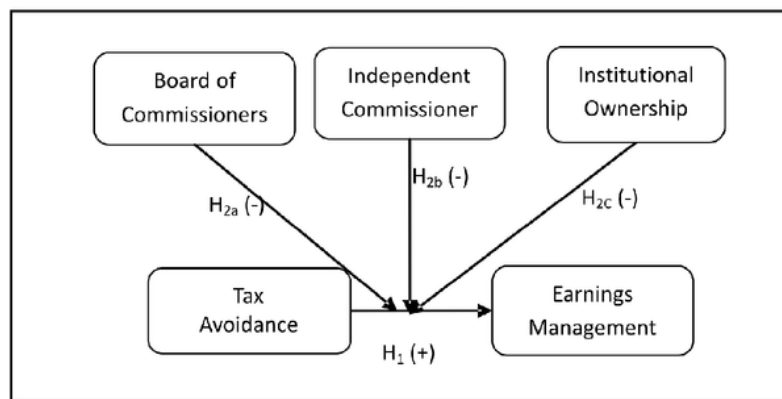 Board of
Commissioners
Independent
Commissioner
Institutional
Ownership
H2a (-)
H2b (-)
H2c (-)
Tax
Avoidance
Earnings
Management
H1 (+)